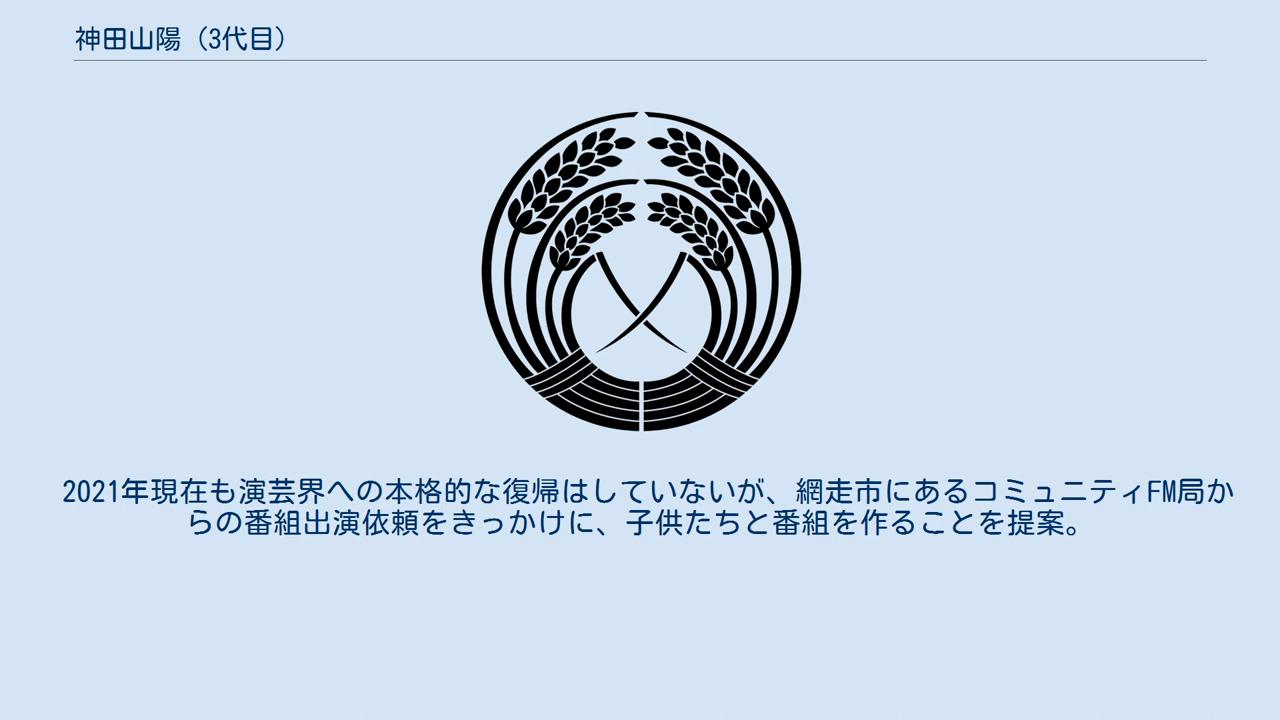 神田山陽（3代目）
2021年現在も演芸界への本格的な復帰はしていないが、網走市にあるコミュニティFM局か
らの番組出演依頼をきっかけに、子供たちと番組を作ることを提案。